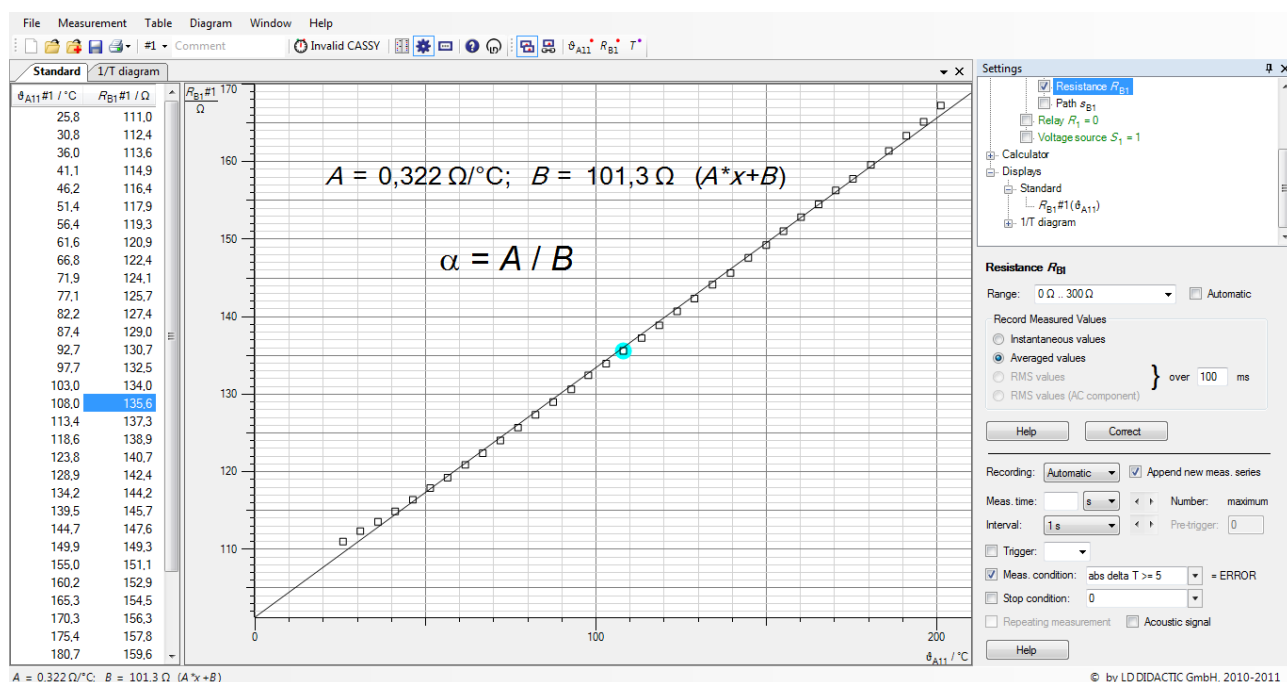 File Measurement Table Diagram Window Help
#1 Comment Invalid CASSY ϑA11 RB1 T
Standard 1/T diagram
ϑA11#1 / °C RB1#1 / Ω
25,8 111,0
30,8 112,4
36,0 113,6
41,1 114,9
46,2 116,4
51,4 117,9
56,4 119,3
61,6 120,9
66,8 122,4
71,9 124,1
77,1 125,7
82,2 127,4
87,4 129,0
92,7 130,7
97,7 132,5
103,0 134,0
108,0 135,6
113,4 137,3
118,6 138,9
123,8 140,7
128,9 142,4
134,2 144,2
139,5 145,7
144,7 147,6
149,9 149,3
155,0 151,1
160,2 152,9
165,3 154,5
170,3 156,3
175,4 157,8
180,7 159,6
RB1#1 170
Ω
160
150
140
130
120
110
A = 0,322 Ω/°C; B = 101,3 Ω (A*x+B)
α = A / B
0 100 200
ϑA11 / °C
Settings
Resistance RB1
Path sB1
Relay R1 = 0
Voltage source S1 = 1
Calculator
Displays
Standard
RB1#1(ϑA11)
1/T diagram
Resistance RB1
Range: 0 Ω .. 300 Ω Automatic
Record Measured Values
Instantaneous values
Averaged values
RMS values } over 100 ms
RMS values (AC component)
Help Correct
Recording: Automatic Append new meas. series
Meas. time: s Number: maximum
Interval: 1 s Pre-trigger: 0
Trigger:
Meas. condition: abs delta T >= 5 = ERROR
Stop condition: 0
Repeating measurement Acoustic signal
Help
A = 0,322 Ω/°C; B = 101,3 Ω (A*x+B) © by LD DIDACTIC GmbH, 2010-2011